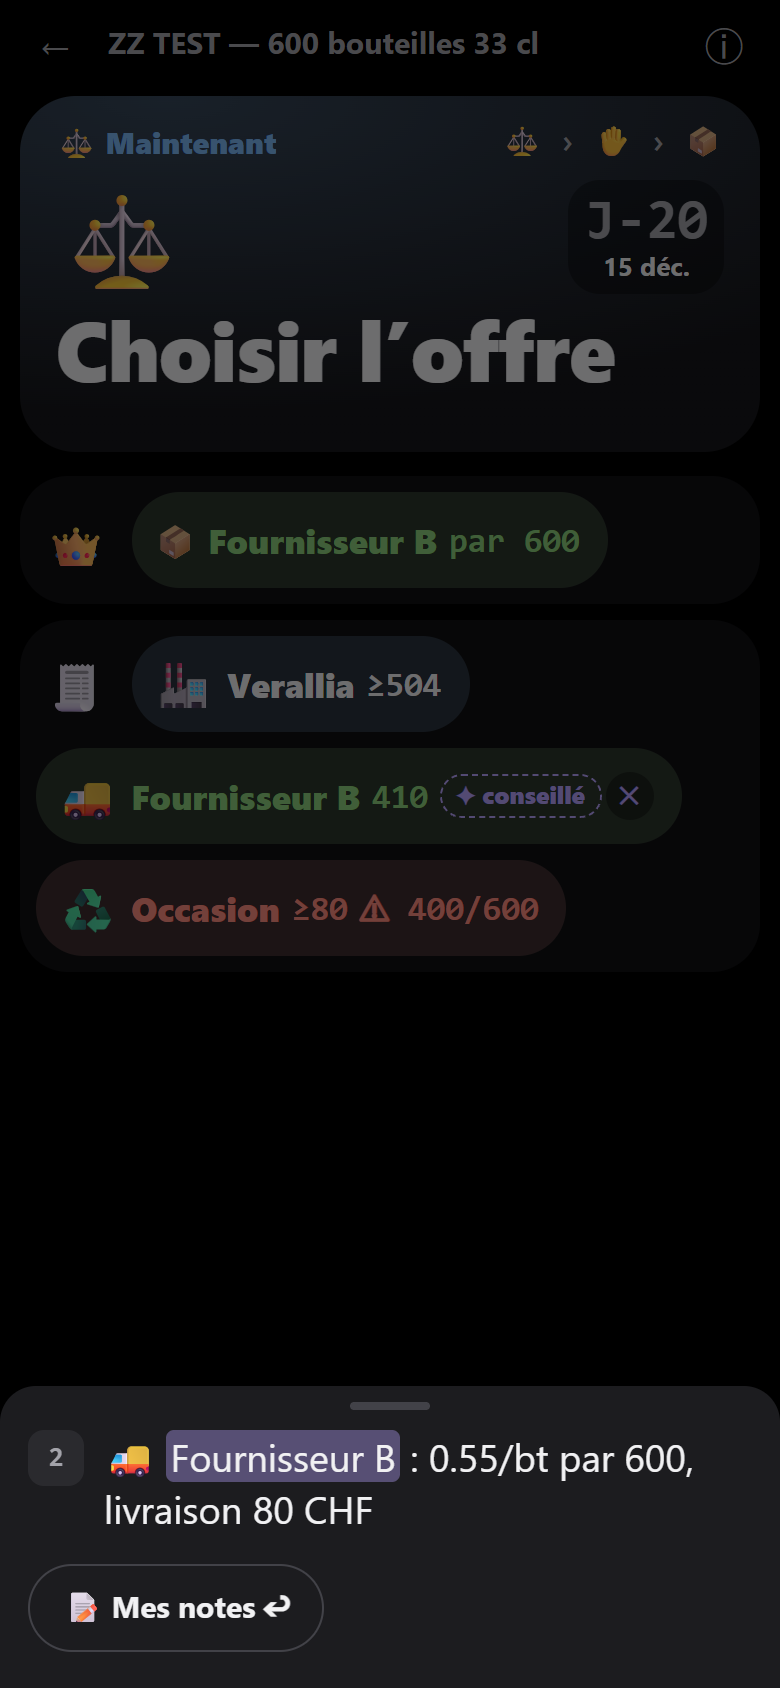 ← ZZ TEST — 600 bouteilles 33 cl ⓘ
⚖️ Maintenant ⚖️ › ✋ › 📦
J-20
15 déc.
Choisir l’offre
👑 📦 Fournisseur B par 600
🧾 🏭 Verallia ≥504
🚚 Fournisseur B 410 ✦ conseillé ✕
♻️ Occasion ≥80 ⚠ 400/600
2 🚚 Fournisseur B : 0.55/bt par 600,
livraison 80 CHF
📝 Mes notes ↩